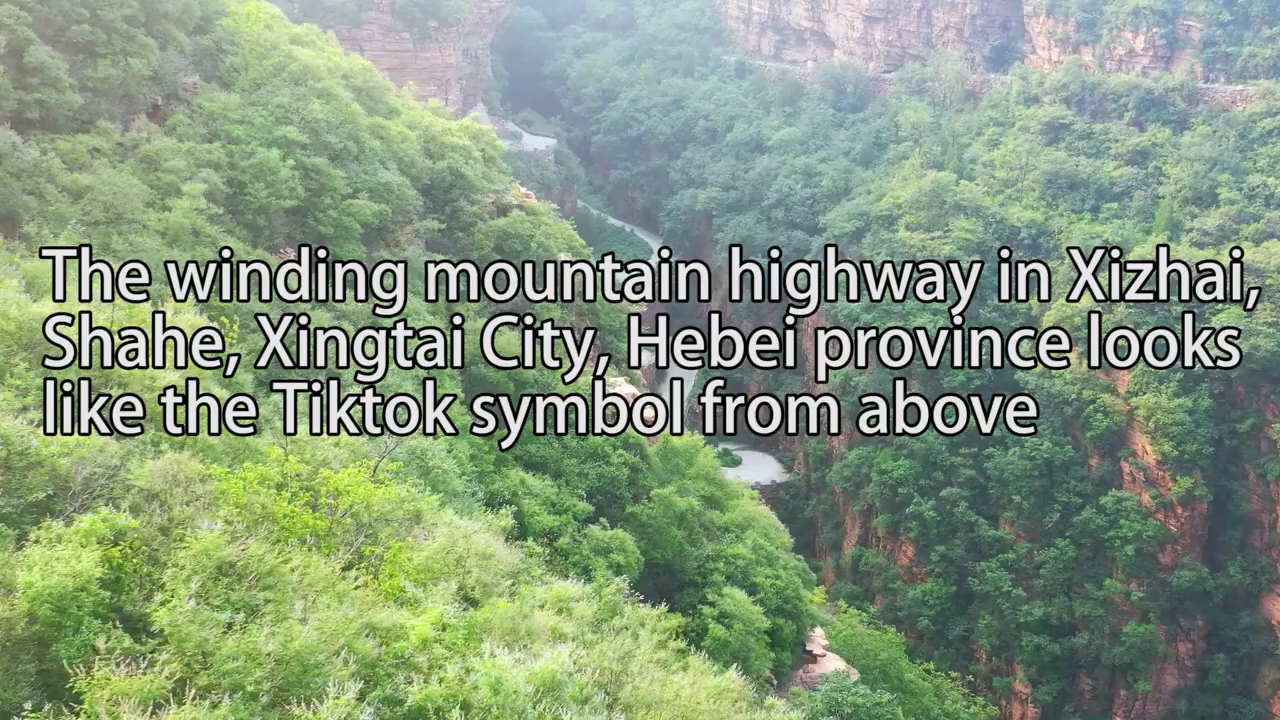 The winding mountain highway in Xizhai,
Shahe, Xingtai City, Hebei province looks
like the Tiktok symbol from above